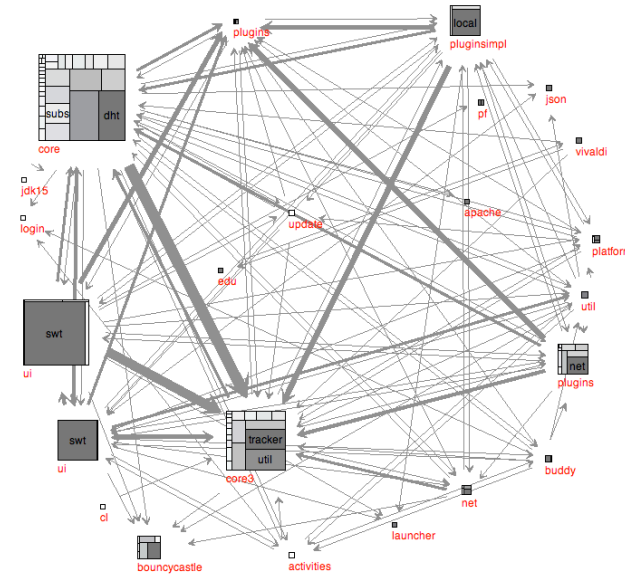 local
plugins
pluginsimpl
json
subs
dht
pf
core
vivaldi
jdk15
apache
login
update
platforn
edu
util
swt
net
ui
plugins
tracker
swt
util
buddy
ui
core3
net
cl
launcher
bouncycastle
activities